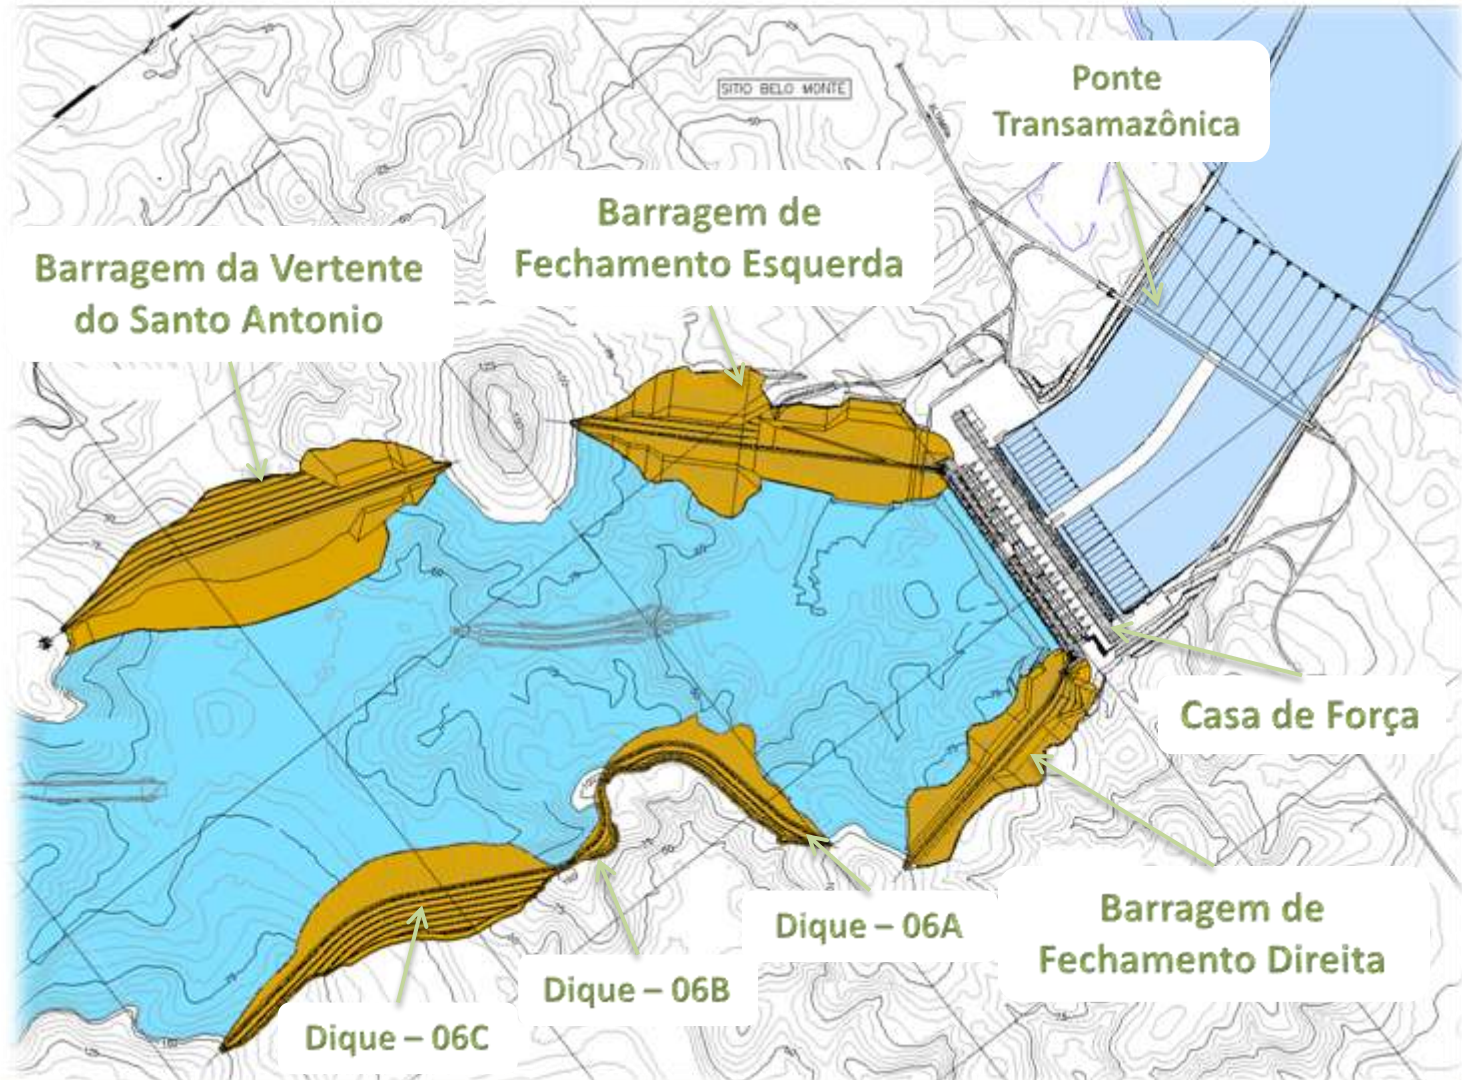 SITIO BELO MONTE
Ponte
Transamazônica
Barragem de
Fechamento Esquerda
Barragem da Vertente
do Santo Antonio
Casa de Força
Barragem de
Fechamento Direita
Dique – 06A
Dique – 06B
Dique – 06C